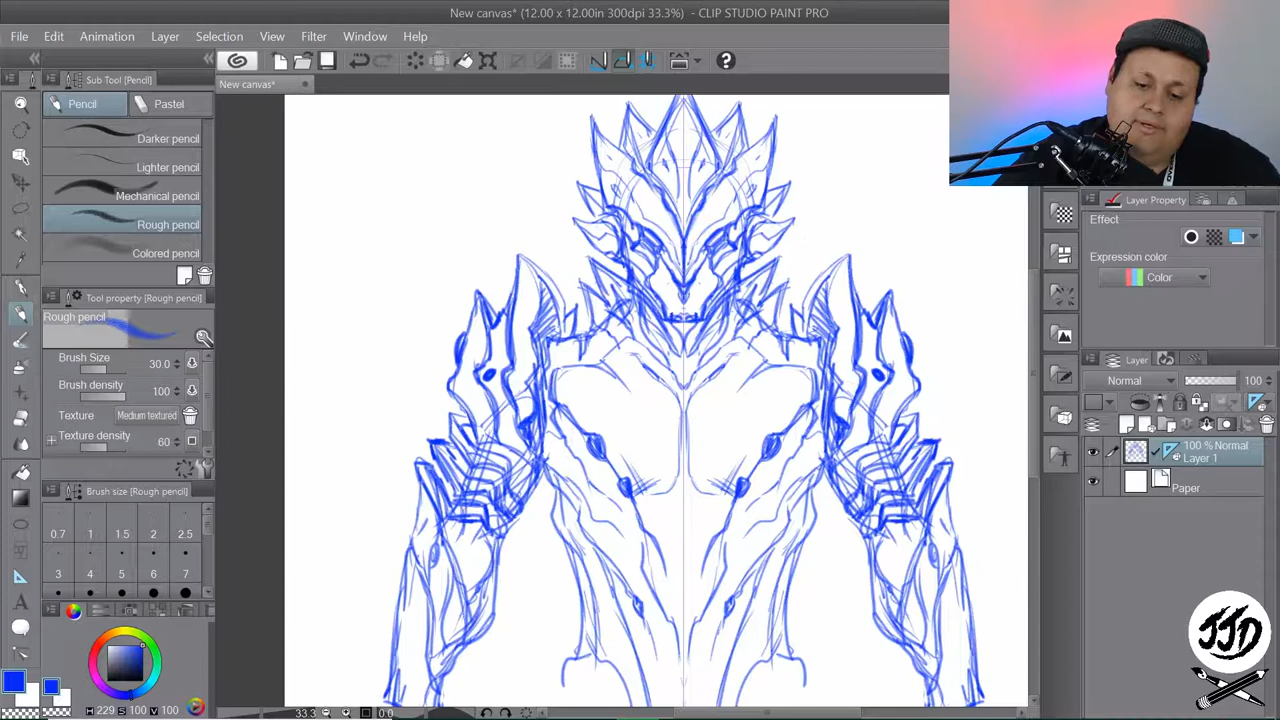 New canvas* (12.00 x 12.00in 300dpi 33.3%) - CLIP STUDIO PAINT PRO
File Edit Animation Layer Selection View Filter Window Help
Sub Tool [Pencil]
New canvas*
Pencil Pastel
Darker pencil
Lighter pencil
Mechanical pencil
Rough pencil
Colored pencil
Tool property [Rough pencil]
Rough pencil
Brush Size 30.0
Brush density 100
Texture Medium textured
Texture density 60
Brush size [Rough pencil]
0.7 1 1.5 2 2.5
3 4 5 6 7
H 229 S 100 V 100
33.3 0.0
Layer Property
Effect
Expression color
Color
Layer
Normal 100
100 % Normal
Layer 1
Paper
JJD